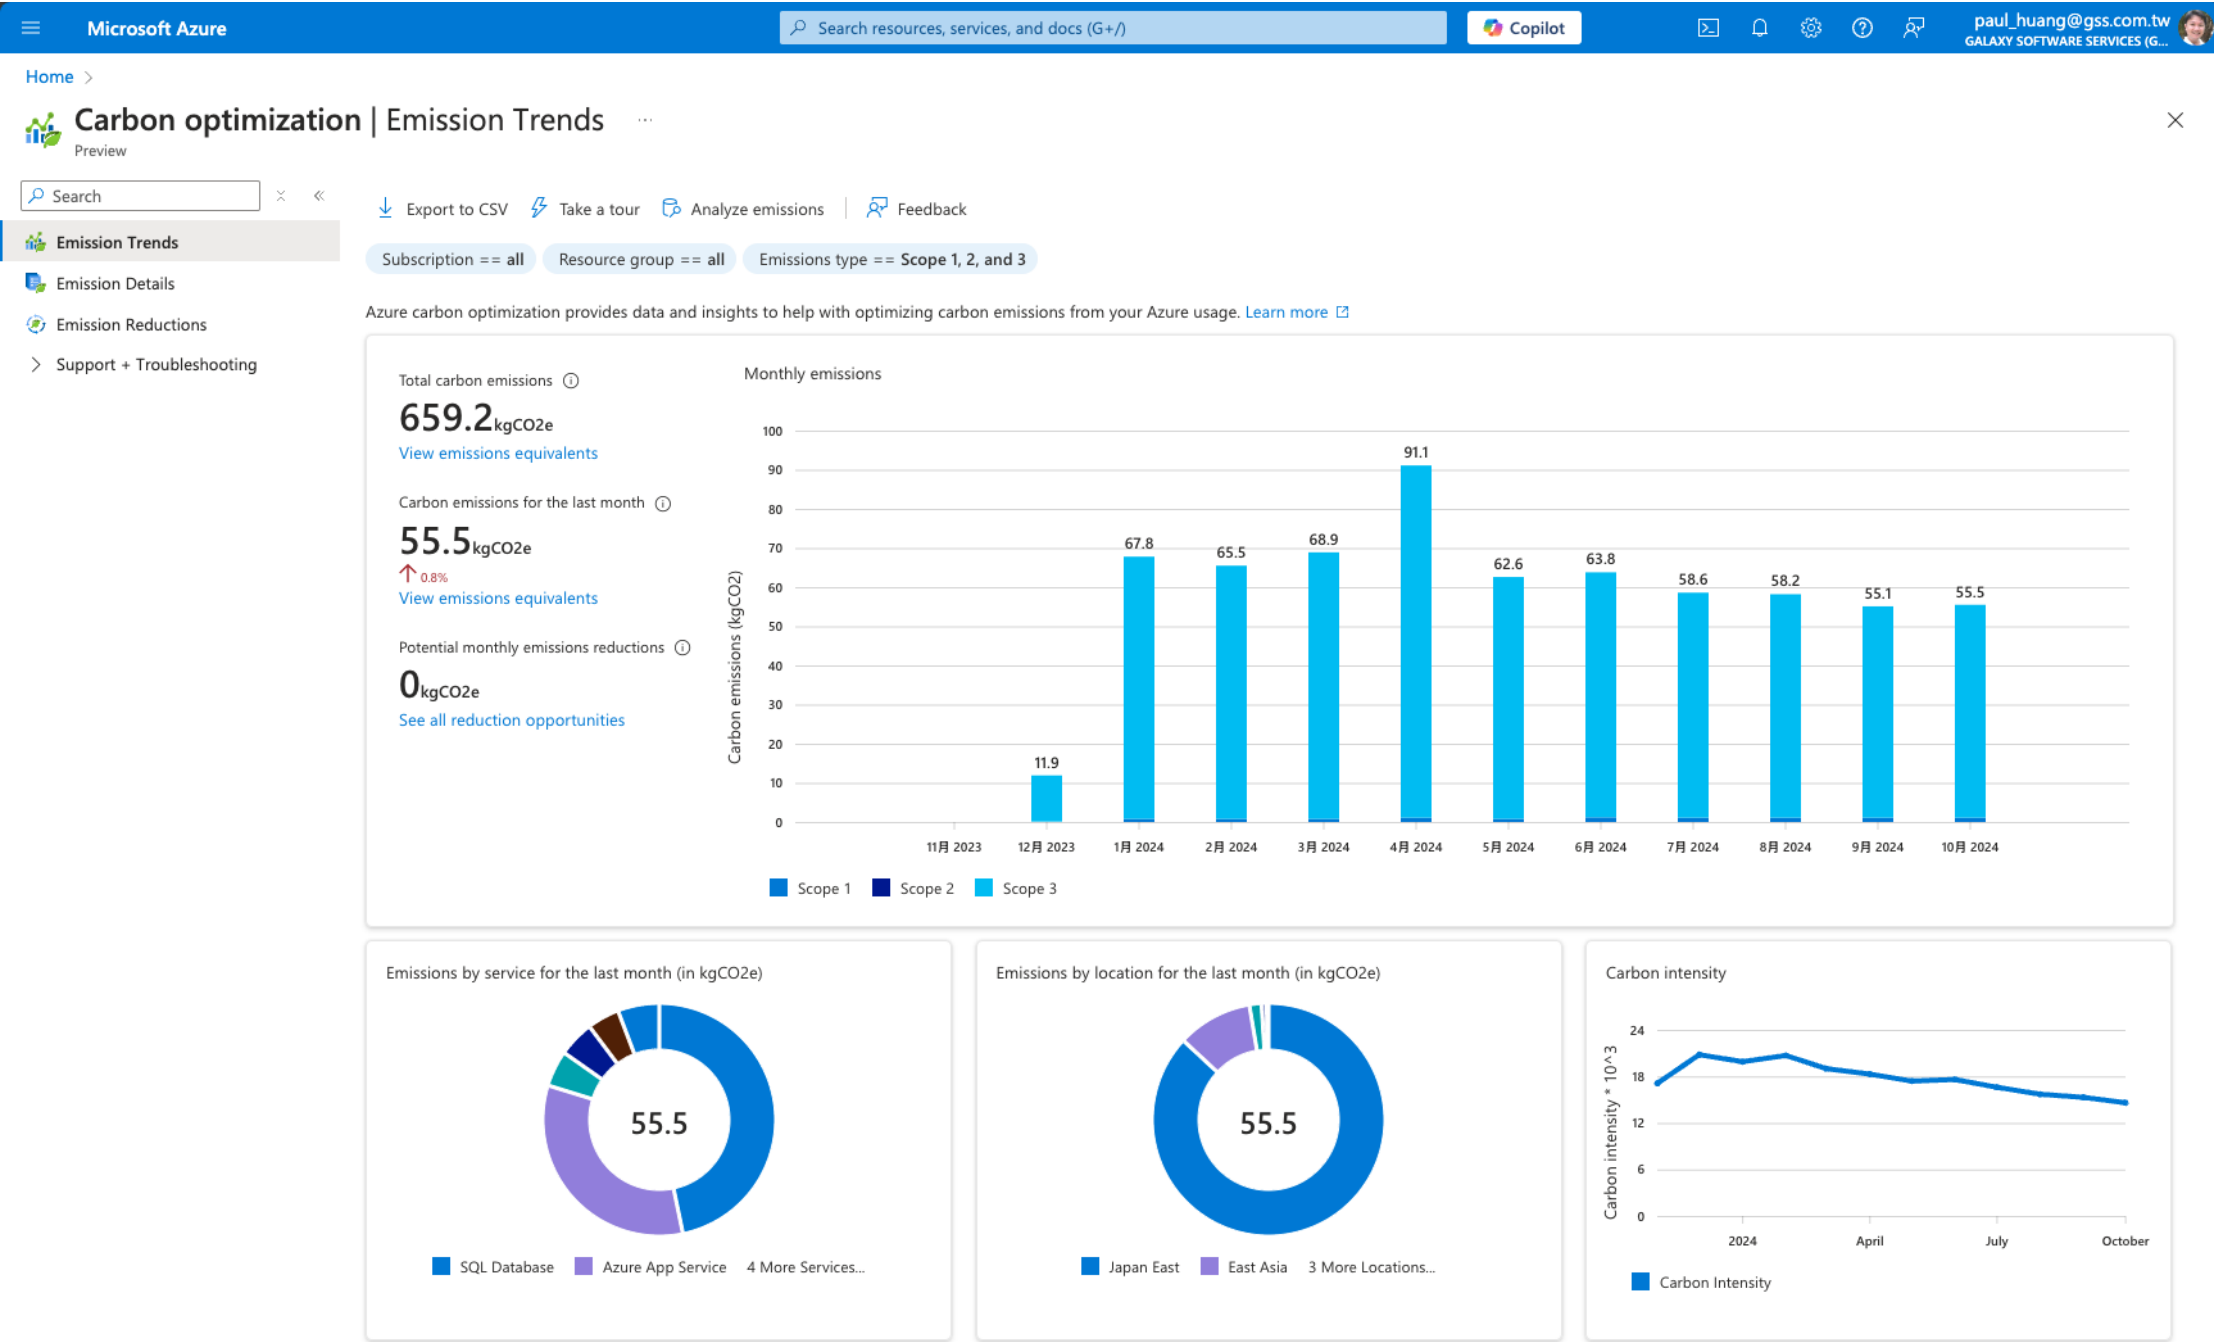 Microsoft Azure
Search resources, services, and docs (G+/)
Copilot
paul_huang@gss.com.tw
GALAXY SOFTWARE SERVICES (G...
Home
Carbon optimization | Emission Trends ...
Preview
Search
Emission Trends
Emission Details
Emission Reductions
Support + Troubleshooting
Export to CSV
Take a tour
Analyze emissions
Feedback
Subscription == all
Resource group == all
Emissions type == Scope 1, 2, and 3
Azure carbon optimization provides data and insights to help with optimizing carbon emissions from your Azure usage. Learn more
Total carbon emissions
659.2kgCO2e
View emissions equivalents
Carbon emissions for the last month
55.5kgCO2e
0.8%
View emissions equivalents
Potential monthly emissions reductions
0kgCO2e
See all reduction opportunities
Monthly emissions
Carbon emissions (kgCO2)
100
90
80
70
60
50
40
30
20
10
0
11.9
67.8
65.5
68.9
91.1
62.6
63.8
58.6
58.2
55.1
55.5
11月 2023
12月 2023
1月 2024
2月 2024
3月 2024
4月 2024
5月 2024
6月 2024
7月 2024
8月 2024
9月 2024
10月 2024
Scope 1
Scope 2
Scope 3
Emissions by service for the last month (in kgCO2e)
55.5
SQL Database
Azure App Service
4 More Services...
Emissions by location for the last month (in kgCO2e)
55.5
Japan East
East Asia
3 More Locations...
Carbon intensity
Carbon intensity * 10^3
24
18
12
6
0
2024
April
July
October
Carbon Intensity